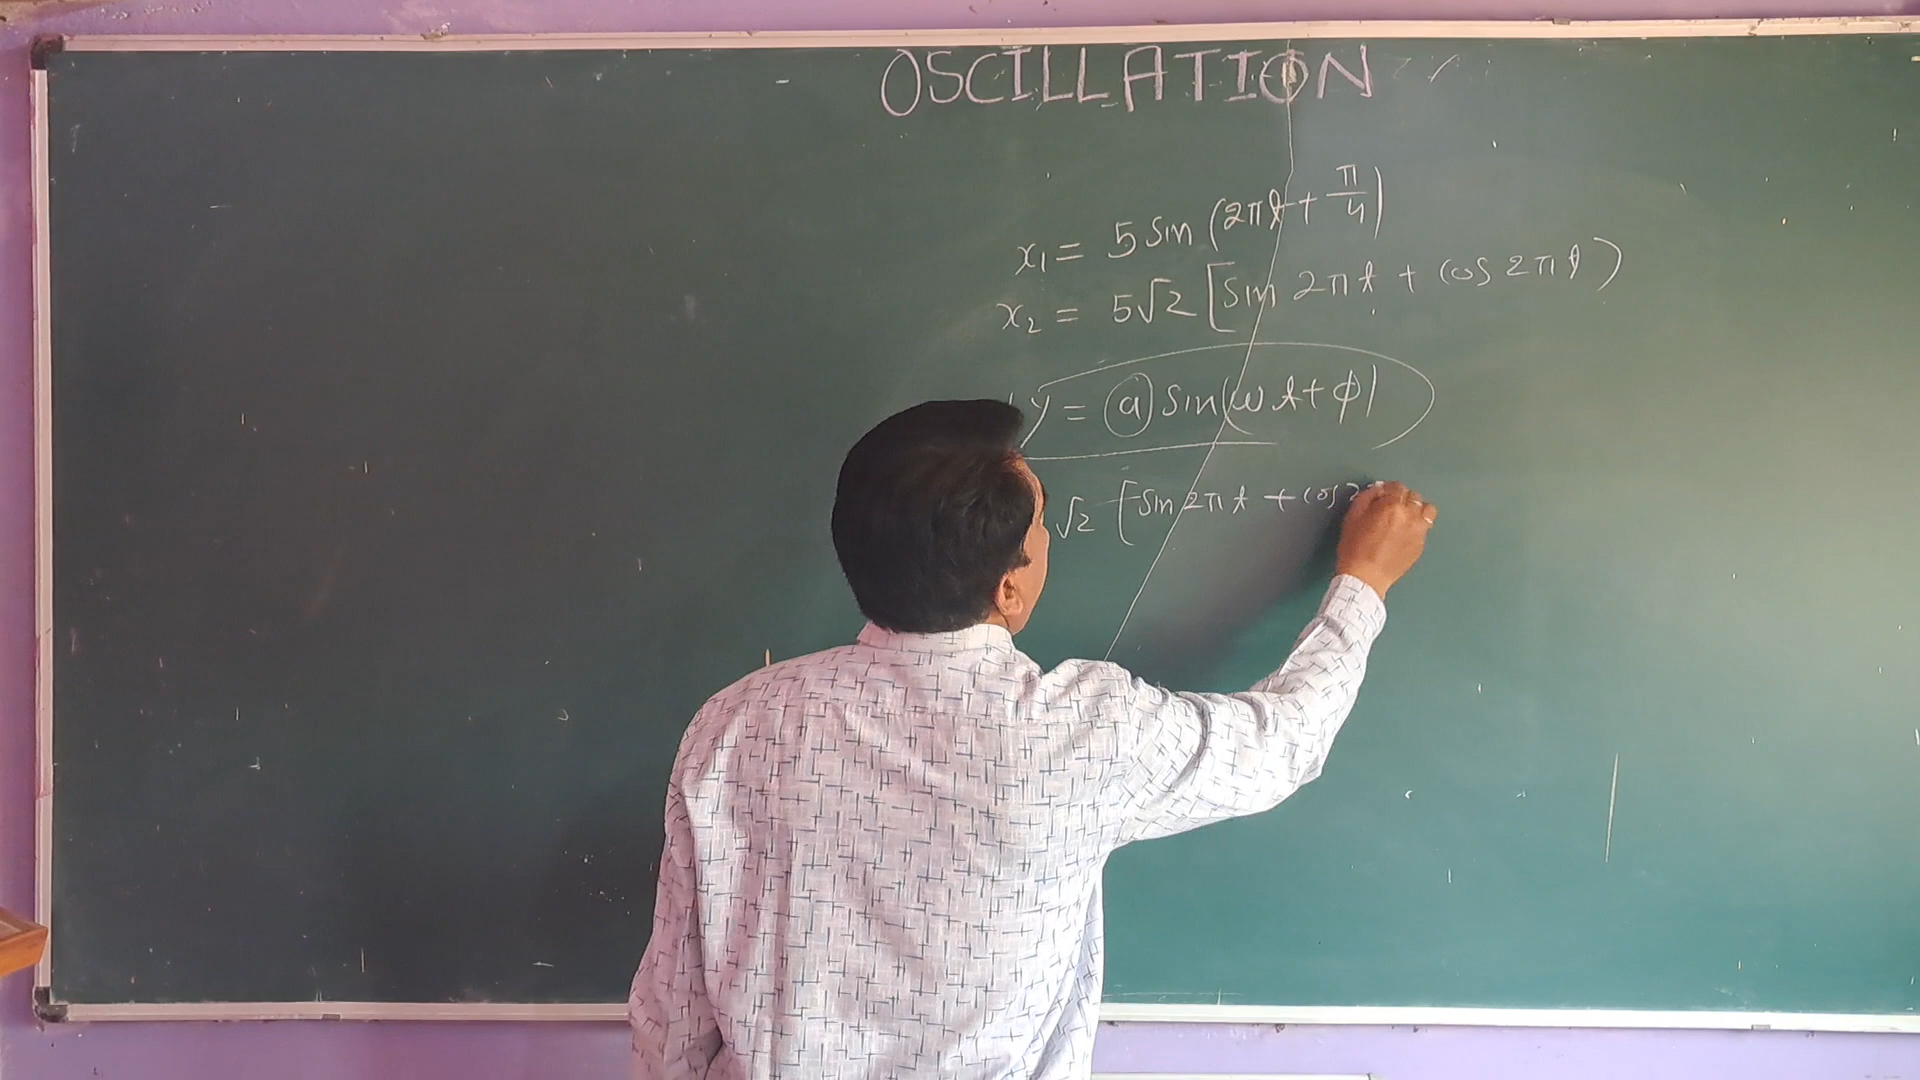 OSCILLATION
x₁ = 5 sin (2πt + π/4)
x₂ = 5√2 [sin 2πt + cos 2πt)
y = a sin(ωt + φ)
√2 [sin 2πt + cos 2